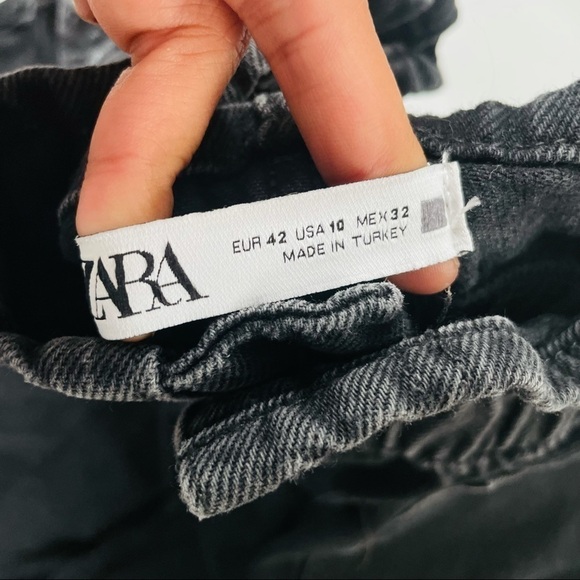 ZARA
EUR 42 USA 10 MEX 32
MADE IN TURKEY